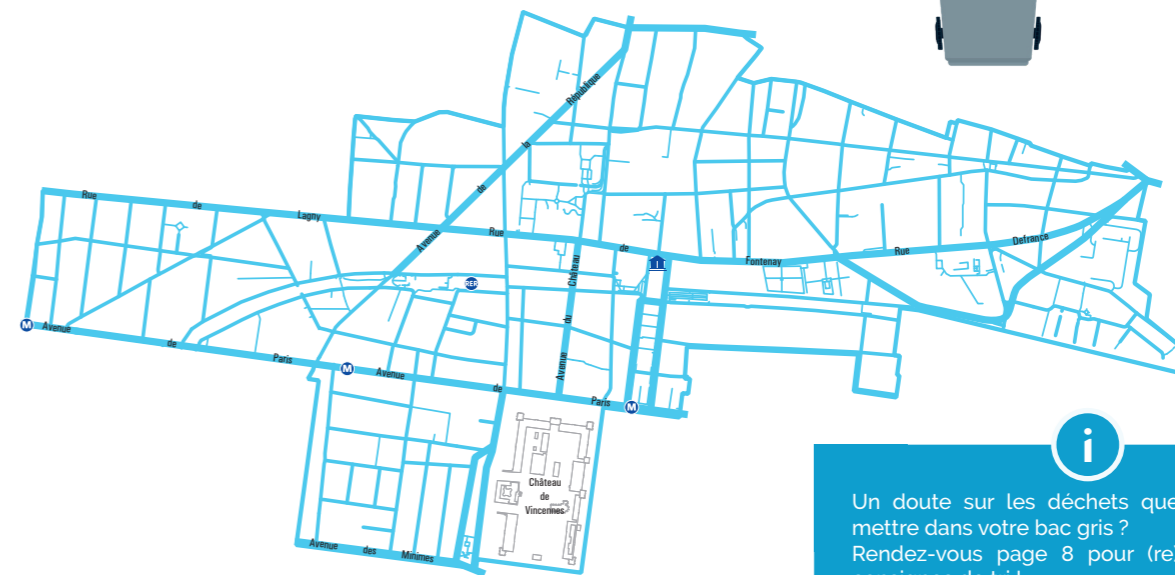 Avenue de la République
Rue de Lagny
Rue de Fontenay
Rue Defrance
Avenue du Château
RER
M
Avenue de Paris
M
Avenue de Paris
M
Château
de
Vincennes
Avenue des Minimes
i
Un doute sur les déchets que
mettre dans votre bac gris ?
Rendez-vous page 8 pour (re